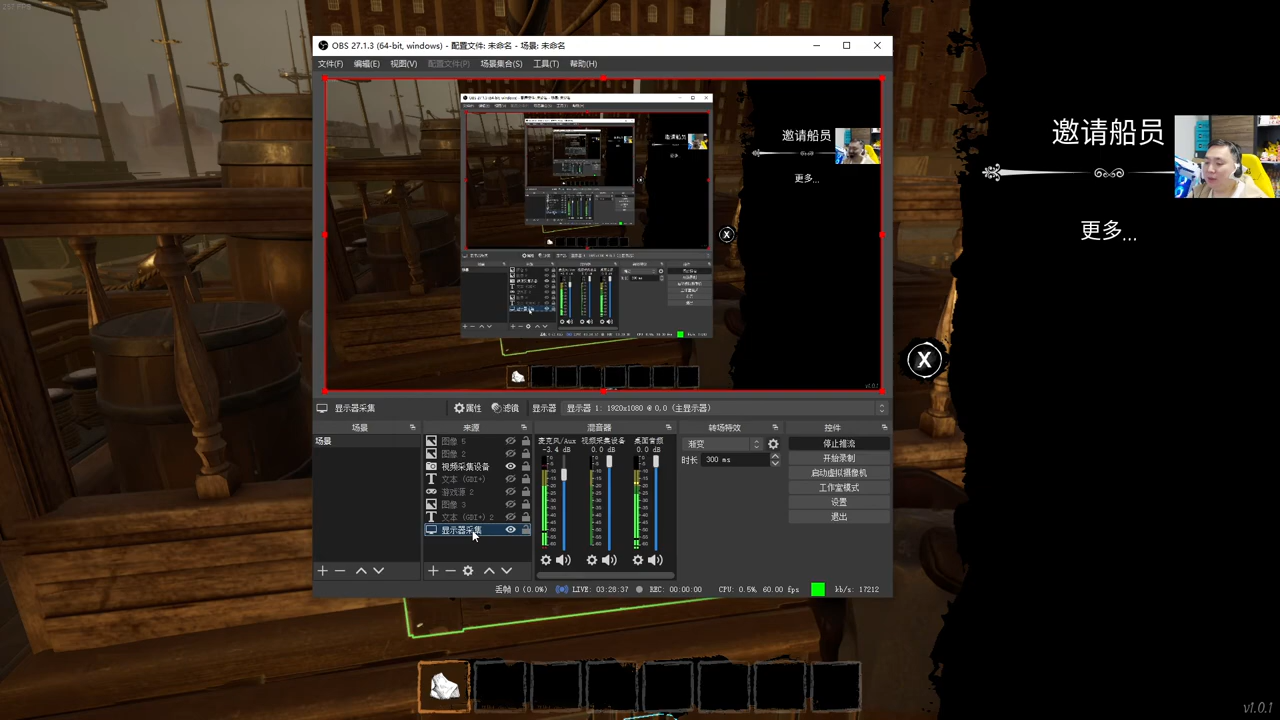 257 FPS
OBS 27.1.3 (64-bit, windows) - 配置文件: 未命名 - 场景: 未命名
文件(F) 编辑(E) 视图(V) 配置文件(P) 场景集合(S) 工具(T) 帮助(H)
邀请船员
更多...
X
v1.0.1
邀请船员
更多...
X
显示器采集 属性 滤镜 显示器 显示器 1: 1920x1080 @ 0,0 (主显示器)
场景 来源 混音器 转场特效 控件
场景
图像 5
图像 2
视频采集设备
文本 (GDI+)
游戏源 2
图像 3
文本 (GDI+) 2
显示器采集
麦克风/Aux 视频采集设备 桌面音频
-3.4 dB 0.0 dB 0.0 dB
渐变
时长 300 ms
停止推流
开始录制
启动虚拟摄像机
工作室模式
设置
退出
丢帧 0 (0.0%) LIVE: 03:28:37 REC: 00:00:00 CPU: 0.5%, 60.00 fps kb/s: 17212
v1.0.1